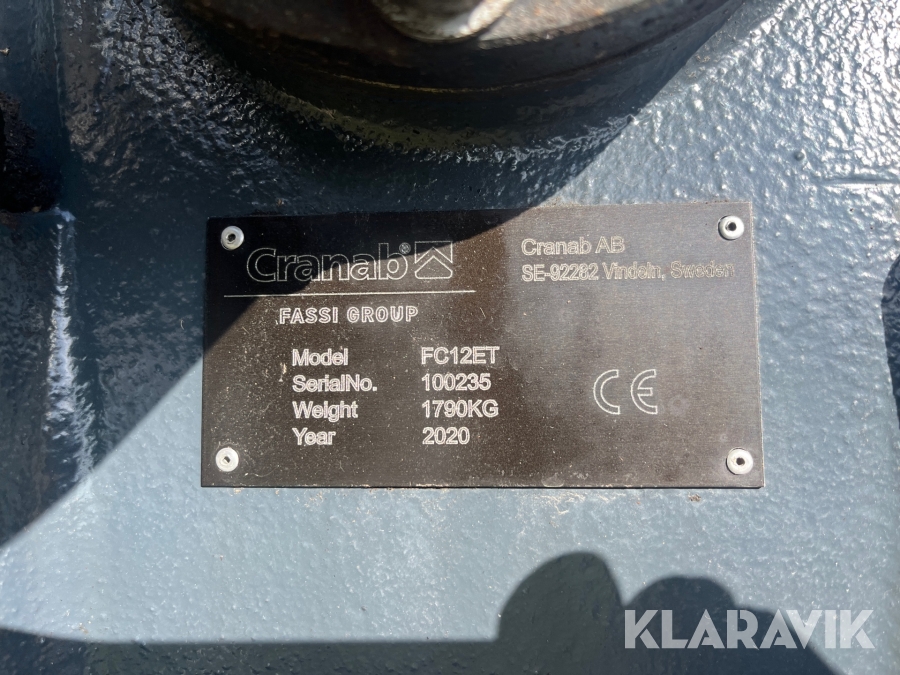 Cranab®
FASSI GROUP
Cranab AB
SE-92282 Vindeln, Sweden
Model FC12ET
SerialNo. 100235
Weight 1790KG
Year 2020
CE
KLARAVIK